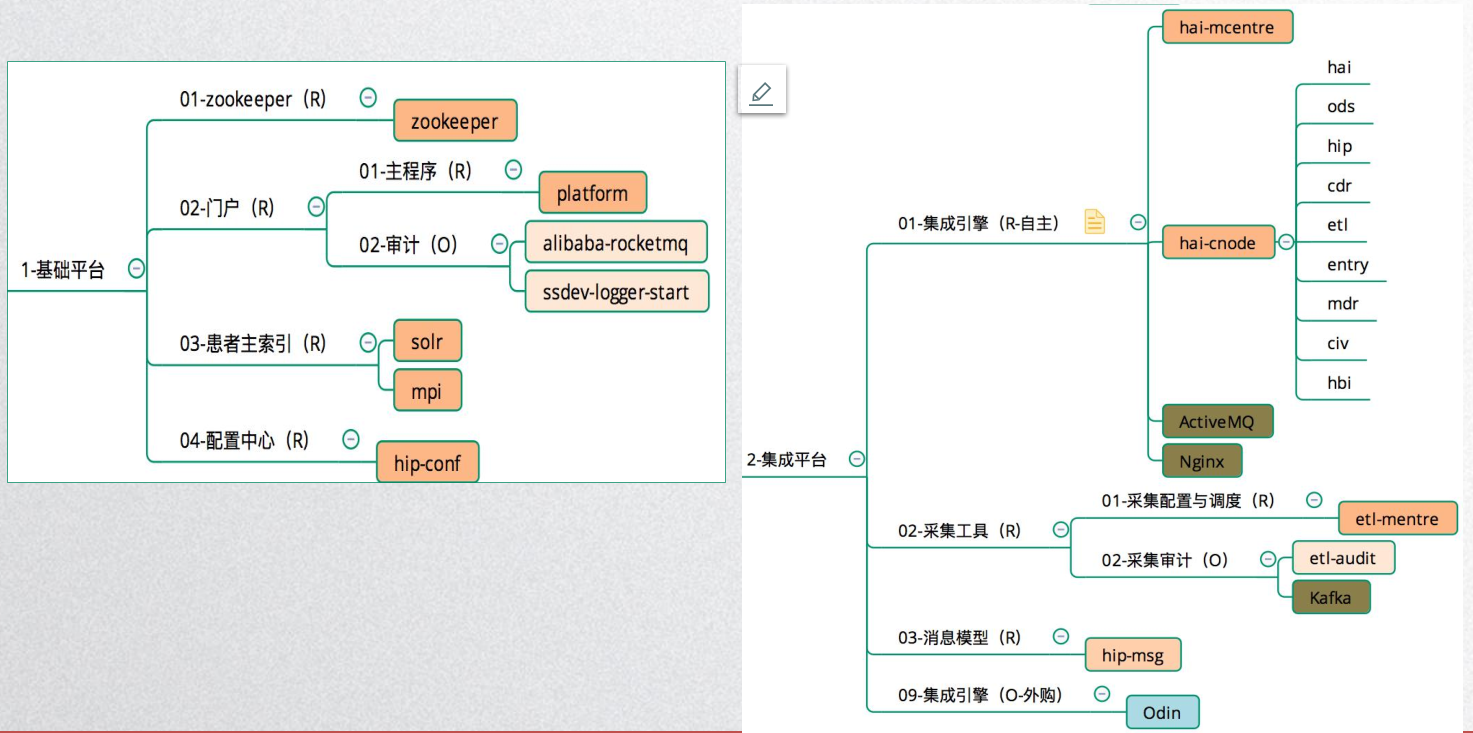 1-基础平台
01-zookeeper（R）
zookeeper
02-门户（R）
01-主程序（R）
platform
02-审计（O）
alibaba-rocketmq
ssdev-logger-start
03-患者主索引（R）
solr
mpi
04-配置中心（R）
hip-conf
2-集成平台
01-集成引擎（R-自主）
hai-mcentre
hai-cnode
hai
ods
hip
cdr
etl
entry
mdr
civ
hbi
ActiveMQ
Nginx
02-采集工具（R）
01-采集配置与调度（R）
etl-mentre
02-采集审计（O）
etl-audit
Kafka
03-消息模型（R）
hip-msg
09-集成引擎（O-外购）
Odin